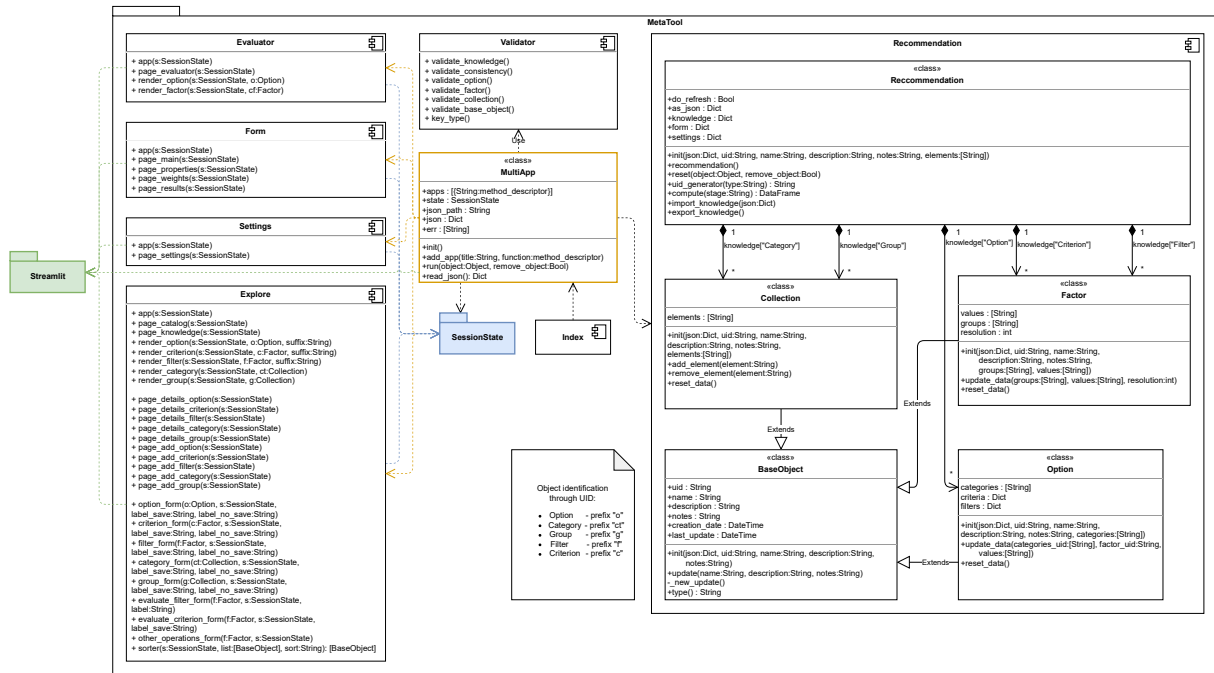 MetaTool
Evaluator
+ app(s:SessionState)
+ page_evaluator(s:SessionState)
+ render_option(s:SessionState, o:Option)
+ render_factor(s:SessionState, cf:Factor)
Form
+ app(s:SessionState)
+ page_main(s:SessionState)
+ page_properties(s:SessionState)
+ page_weights(s:SessionState)
+ page_results(s:SessionState)
Settings
+ app(s:SessionState)
+ page_settings(s:SessionState)
Streamlit
Explore
+ app(s:SessionState)
+ page_catalog(s:SessionState)
+ page_knowledge(s:SessionState)
+ render_option(s:SessionState, o:Option, suffix:String)
+ render_criterion(s:SessionState, c:Factor, suffix:String)
+ render_filter(s:SessionState, f:Factor, suffix:String)
+ render_category(s:SessionState, ct:Collection)
+ render_group(s:SessionState, g:Collection)
+ page_details_option(s:SessionState)
+ page_details_criterion(s:SessionState)
+ page_details_filter(s:SessionState)
+ page_details_category(s:SessionState)
+ page_details_group(s:SessionState)
+ page_add_option(s:SessionState)
+ page_add_criterion(s:SessionState)
+ page_add_filter(s:SessionState)
+ page_add_category(s:SessionState)
+ page_add_group(s:SessionState)
+ option_form(o:Option, s:SessionState,
label_save:String, label_no_save:String)
+ criterion_form(c:Factor, s:SessionState,
label_save:String, label_no_save:String)
+ filter_form(f:Factor, s:SessionState,
label_save:String, label_no_save:String)
+ category_form(ct:Collection, s:SessionState,
label_save:String, label_no_save:String)
+ group_form(g:Collection, s:SessionState,
label_save:String, label_no_save:String)
+ evaluate_filter_form(f:Factor, s:SessionState,
label:String)
+ evaluate_criterion_form(f:Factor, s:SessionState,
label_save:String)
+ other_operations_form(f:Factor, s:SessionState)
+ sorter(s:SessionState, list:[BaseObject], sort:String): [BaseObject]
Validator
+ validate_knowledge()
+ validate_consistency()
+ validate_option()
+ validate_factor()
+ validate_collection()
+ validate_base_object()
+ key_type()
Use
«class»
MultiApp
+apps : [{String:method_descriptor}]
+state : SessionState
+json_path : String
+json : Dict
+err : [String]
+init()
+add_app(title:String, function:method_descriptor)
+run(object:Object, remove_object:Bool)
+read_json(): Dict
SessionState
Index
Object identification
through UID:
• Option - prefix "o"
• Category - prefix "ct"
• Group - prefix "g"
• Filter - prefix "f"
• Criterion - prefix "c"
Recommendation
«class»
Reccommendation
+do_refresh : Bool
+as_json : Dict
+knowledge : Dict
+form : Dict
+settings : Dict
+init(json:Dict, uid:String, name:String, description:String, notes:String, elements:[String])
+recommendation()
+reset(object:Object, remove_object:Bool)
+uid_generator(type:String) : String
+compute(stage:String) : DataFrame
+import_knowledge(json:Dict)
+export_knowledge()
1
1
1
1
1
knowledge["Category"]
knowledge["Group"]
knowledge["Option"]
knowledge["Criterion"]
knowledge["Filter"]
*
*
*
*
«class»
Collection
elements : [String]
+init(json:Dict, uid:String, name:String,
description:String, notes:String,
elements:[String])
+add_element(element:String)
+remove_element(element:String)
+reset_data()
«class»
Factor
values : [String]
groups : [String]
resolution : int
+init(json:Dict, uid:String, name:String,
description:String, notes:String,
groups:[String], values:[String])
+update_data(groups:[String], values:[String], resolution:int)
+reset_data()
Extends
Extends
*
«class»
BaseObject
+uid : String
+name : String
+description : String
+notes : String
+creation_date : DateTime
+last_update : DateTime
+init(json:Dict, uid:String, name:String, description:String,
notes:String)
+update(name:String, description:String, notes:String)
-_new_update()
+type() : String
Extends
«class»
Option
categories : [String]
criteria : Dict
filters : Dict
+init(json:Dict, uid:String, name:String,
description:String, notes:String, categories:[String])
+update_data(categories_uid:[String], factor_uid:String,
values:[String])
+reset_data()